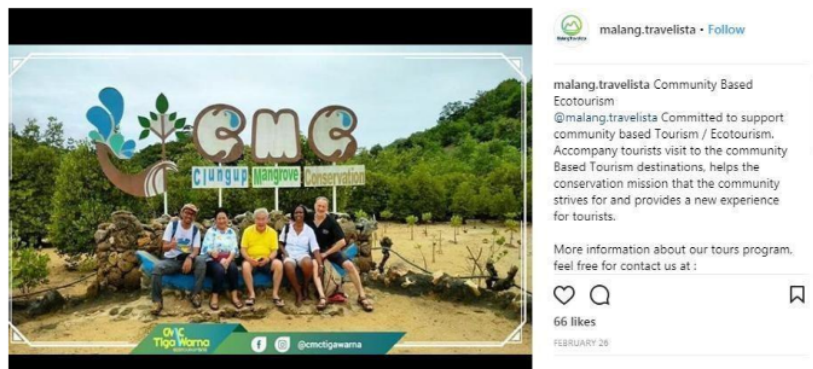 CMC
Clungup Mangrove Conservation
CMC
Tiga Warna
@cmctigawarna
malang.travelista • Follow
malang.travelista Community Based
Ecotourism
@malang.travelista Committed to support
community based Tourism / Ecotourism.
Accompany tourists visit to the community
Based Tourism destinations, helps the
conservation mission that the community
strives for and provides a new experience
for tourists.
More information about our tours program.
feel free for contact us at :
66 likes
FEBRUARY 26